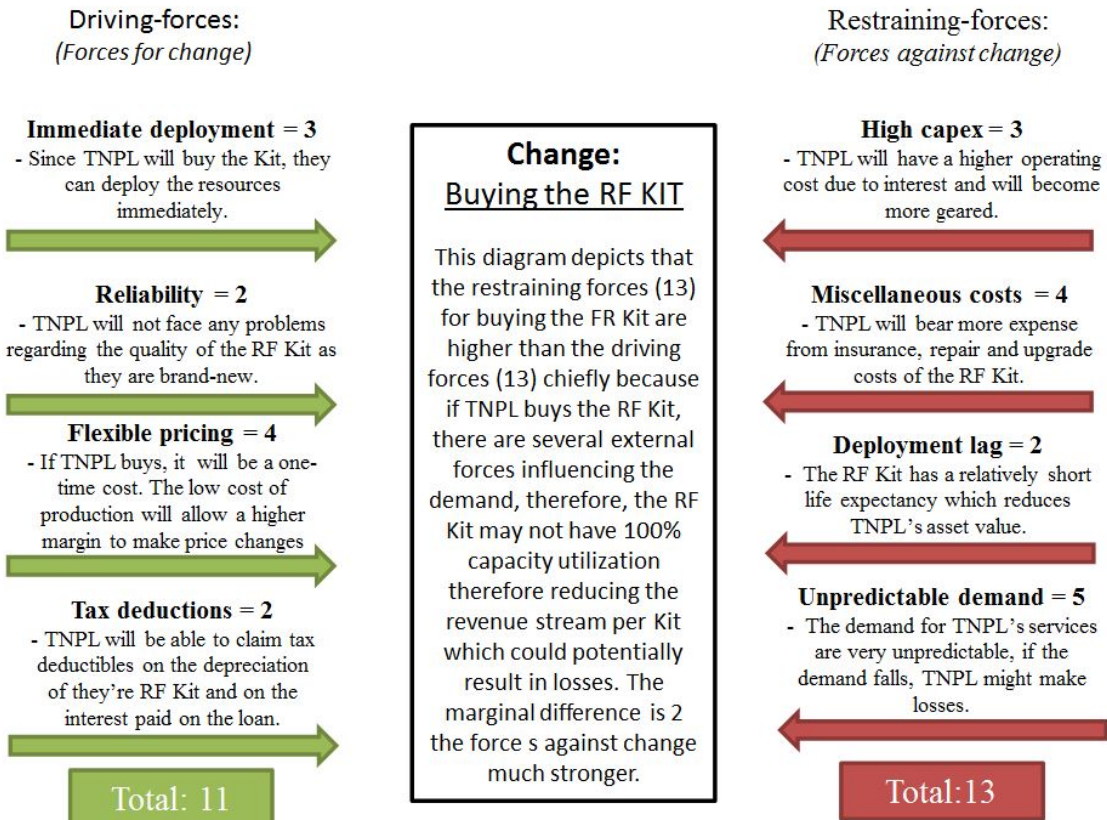 Driving-forces:
(Forces for change)
Immediate deployment = 3
- Since TNPL will buy the Kit, they
can deploy the resources
immediately.
Reliability = 2
- TNPL will not face any problems
regarding the quality of the RF Kit as
they are brand-new.
Flexible pricing = 4
- If TNPL buys, it will be a one-
time cost. The low cost of
production will allow a higher
margin to make price changes
Tax deductions = 2
- TNPL will be able to claim tax
deductibles on the depreciation
of they're RF Kit and on the
interest paid on the loan.
Total: 11
Change:
Buying the RF KIT
This diagram depicts that
the restraining forces (13)
for buying the FR Kit are
higher than the driving
forces (13) chiefly because
if TNPL buys the RF Kit,
there are several external
forces influencing the
demand, therefore, the RF
Kit may not have 100%
capacity utilization
therefore reducing the
revenue stream per Kit
which could potentially
result in losses. The
marginal difference is 2
the force s against change
much stronger.
Restraining-forces:
(Forces against change)
High capex = 3
- TNPL will have a higher operating
cost due to interest and will become
more geared.
Miscellaneous costs = 4
- TNPL will bear more expense
from insurance, repair and upgrade
costs of the RF Kit.
Deployment lag = 2
- The RF Kit has a relatively short
life expectancy which reduces
TNPL's asset value.
Unpredictable demand = 5
- The demand for TNPL's services
are very unpredictable, if the
demand falls, TNPL might make
losses.
Total:13